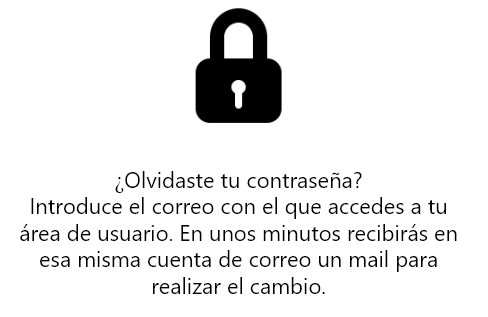 ¿Olvidaste tu contraseña?
Introduce el correo con el que accedes a tu
área de usuario. En unos minutos recibirás en
esa misma cuenta de correo un mail para
realizar el cambio.